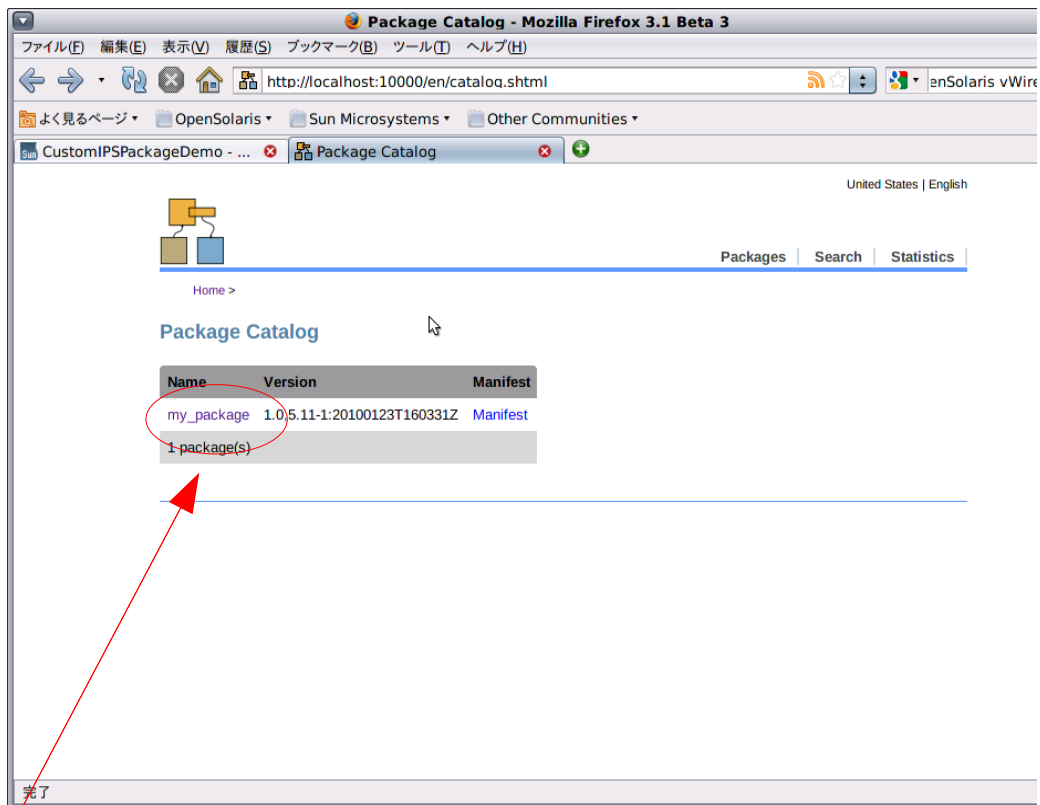 Package Catalog - Mozilla Firefox 3.1 Beta 3
ファイル(F) 編集(E) 表示(V) 履歴(S) ブックマーク(B) ツール(T) ヘルプ(H)
http://localhost:10000/en/catalog.shtml enSolaris vWire
よく見るページ OpenSolaris Sun Microsystems Other Communities
Sun CustomIPSPackageDemo - ... Package Catalog
United States | English
Packages Search Statistics
Home >
Package Catalog
Name Version Manifest
my_package 1.0,5.11-1:20100123T160331Z Manifest
1 package(s)
完了